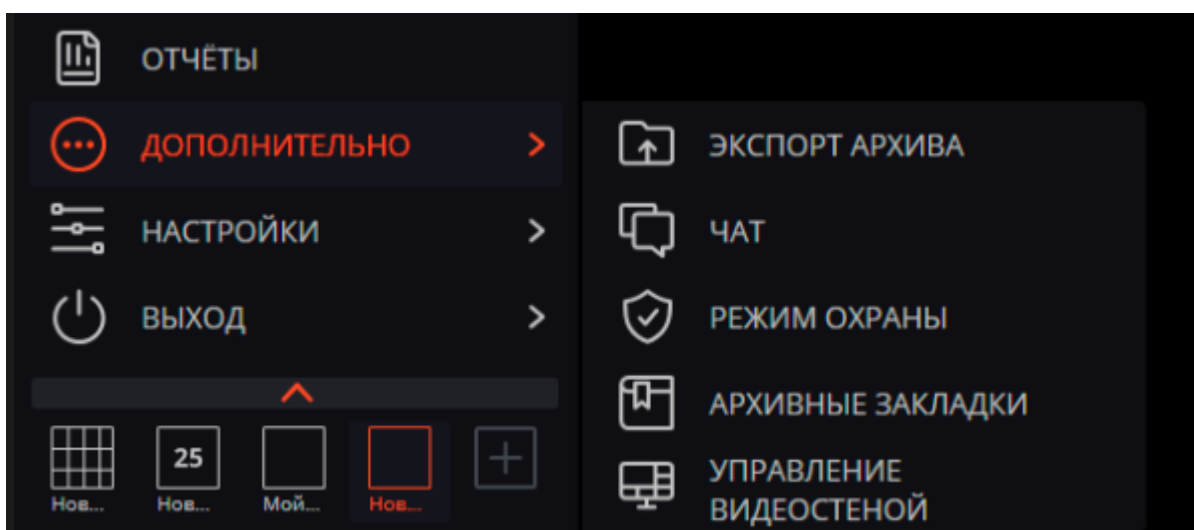 ОТЧЁТЫ
ДОПОЛНИТЕЛЬНО
НАСТРОЙКИ
ВЫХОД
25
Нов...
Нов...
Мой...
Нов...
ЭКСПОРТ АРХИВА
ЧАТ
РЕЖИМ ОХРАНЫ
АРХИВНЫЕ ЗАКЛАДКИ
УПРАВЛЕНИЕ
ВИДЕОСТЕНОЙ